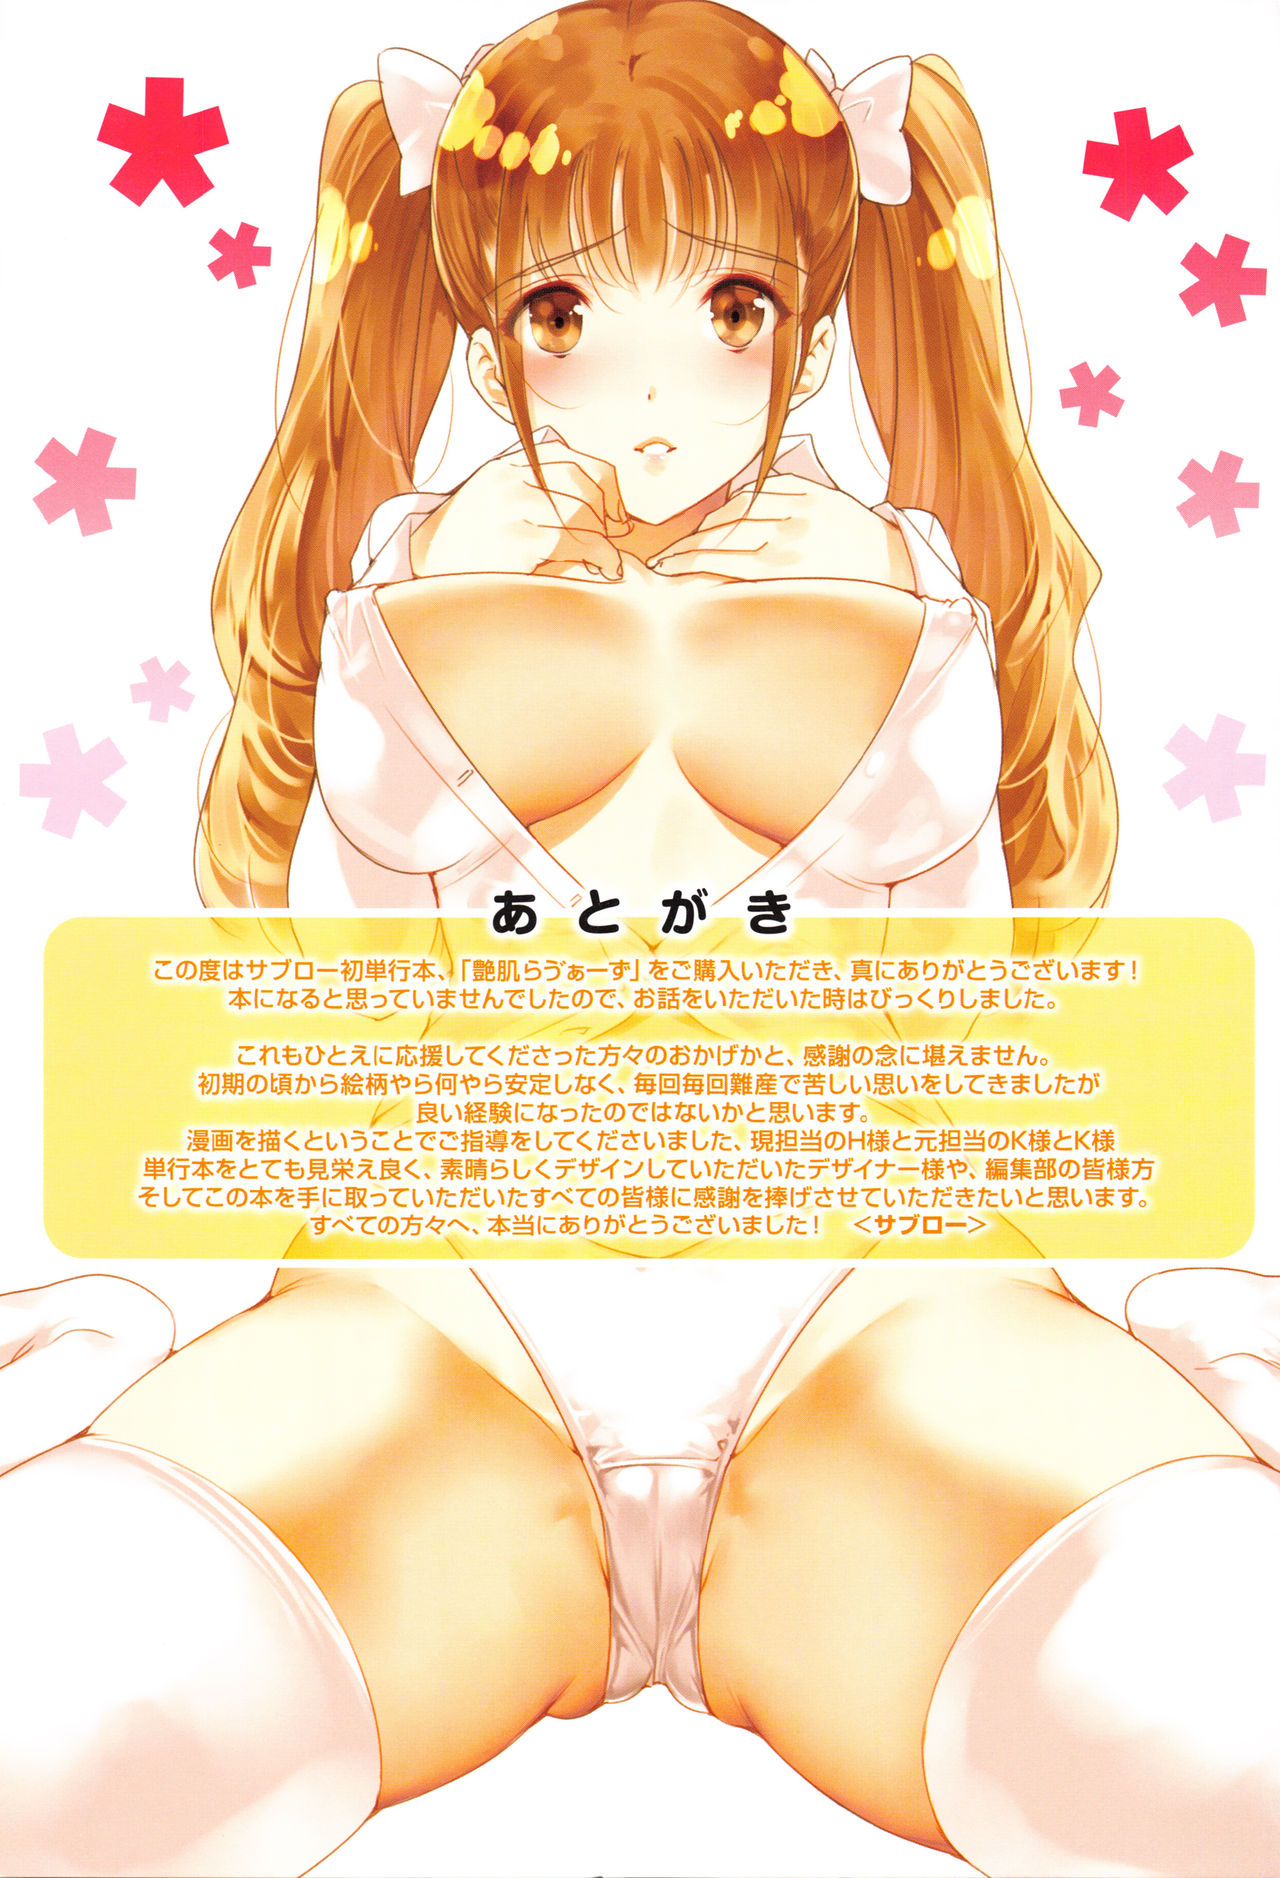 あとがき
この度はサブロー初単行本、「艶肌らゔぁーず」をご購入いただき、真にありがとうございます！
本になると思っていませんでしたので、お話をいただいた時はびっくりしました。
これもひとえに応援してくださった方々のおかげかと、感謝の念に堪えません。
初期の頃から絵柄やら何やら安定しなく、毎回毎回難産で苦しい思いをしてきましたが
良い経験になったのではないかと思います。
漫画を描くということでご指導をしてくださいました、現担当のH様と元担当のK様とK様
単行本をとても見栄え良く、素晴らしくデザインしていただいたデザイナー様や、編集部の皆様方
そしてこの本を手に取っていただいたすべての皆様に感謝を捧げさせていただきたいと思います。
すべての方々へ、本当にありがとうございました！　＜サブロー＞